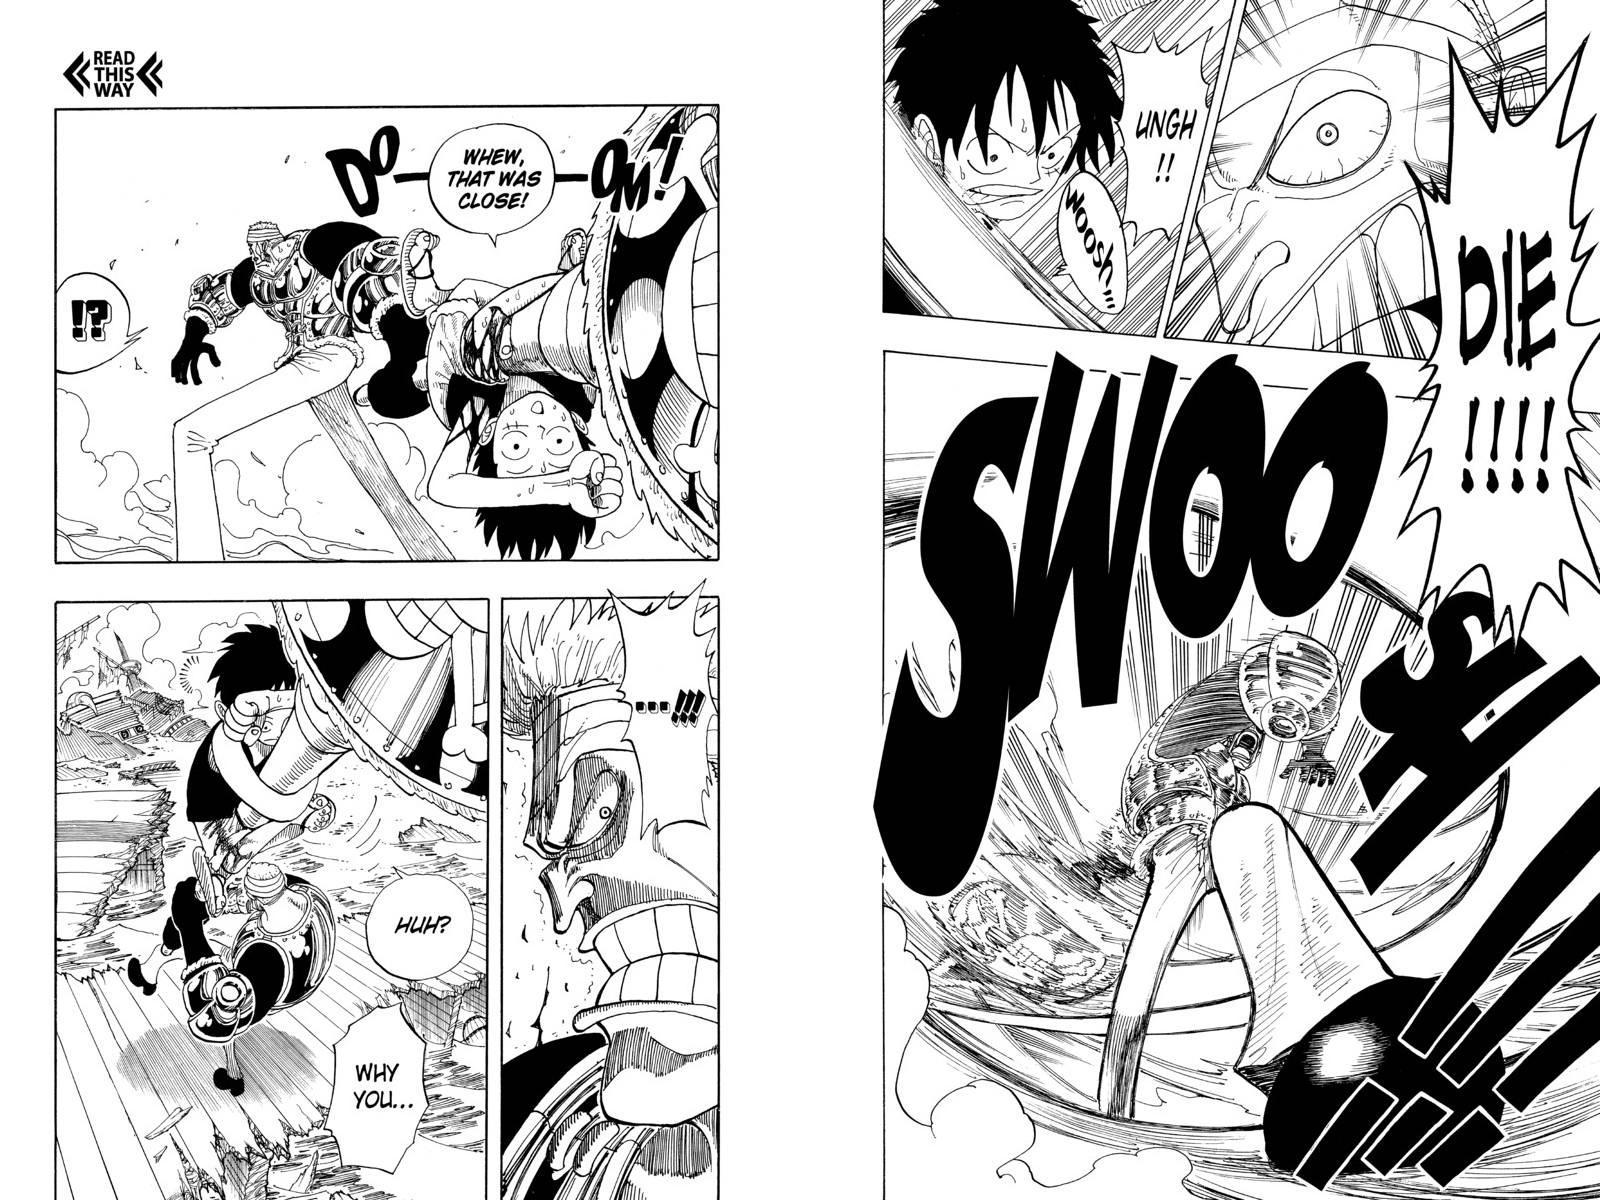 DIE
!!!!
UNGH
!!
WOOSH!!!
SWOO
SH!!!
READ
THIS
WAY
WHEW,
THAT WAS
CLOSE!
DO—OM!
!?
...!!!
HUH?
WHY
YOU...